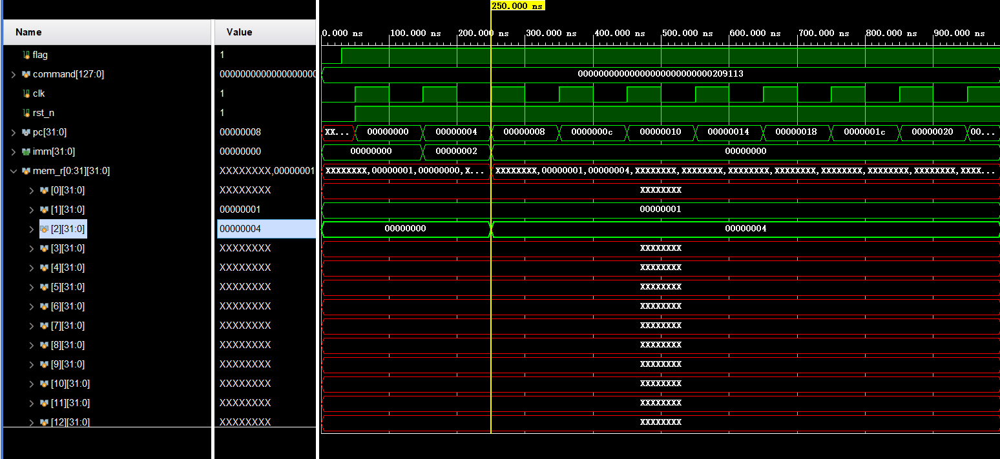 250.000 ns
Name Value 0.000 ns 100.000 ns 200.000 ns 300.000 ns 400.000 ns 500.000 ns 600.000 ns 700.000 ns 800.000 ns 900.000 ns
flag 1
command[127:0] 0000000000000000000 00000000000000000000000000209113
clk 1
rst_n 1
pc[31:0] 00000008 XX... 00000000 00000004 00000008 0000000c 00000010 00000014 00000018 0000001c 00000020 00...
imm[31:0] 00000000 00000000 00000002 00000000
mem_r[0:31][31:0] XXXXXXXX,00000001 XXXXXXXX,00000001,00000000,X... XXXXXXXX,00000001,00000004,XXXXXXXX,XXXXXXXX,XXXXXXXX,XXXXXXXX,XXXXXXXX,XXXXXXXX,XXXX...
[0][31:0] XXXXXXXX XXXXXXXX
[1][31:0] 00000001 00000001
[2][31:0] 00000004 00000000 00000004
[3][31:0] XXXXXXXX XXXXXXXX
[4][31:0] XXXXXXXX XXXXXXXX
[5][31:0] XXXXXXXX XXXXXXXX
[6][31:0] XXXXXXXX XXXXXXXX
[7][31:0] XXXXXXXX XXXXXXXX
[8][31:0] XXXXXXXX XXXXXXXX
[9][31:0] XXXXXXXX XXXXXXXX
[10][31:0] XXXXXXXX XXXXXXXX
[11][31:0] XXXXXXXX XXXXXXXX
[12][31:0] XXXXXXXX XXXXXXXX